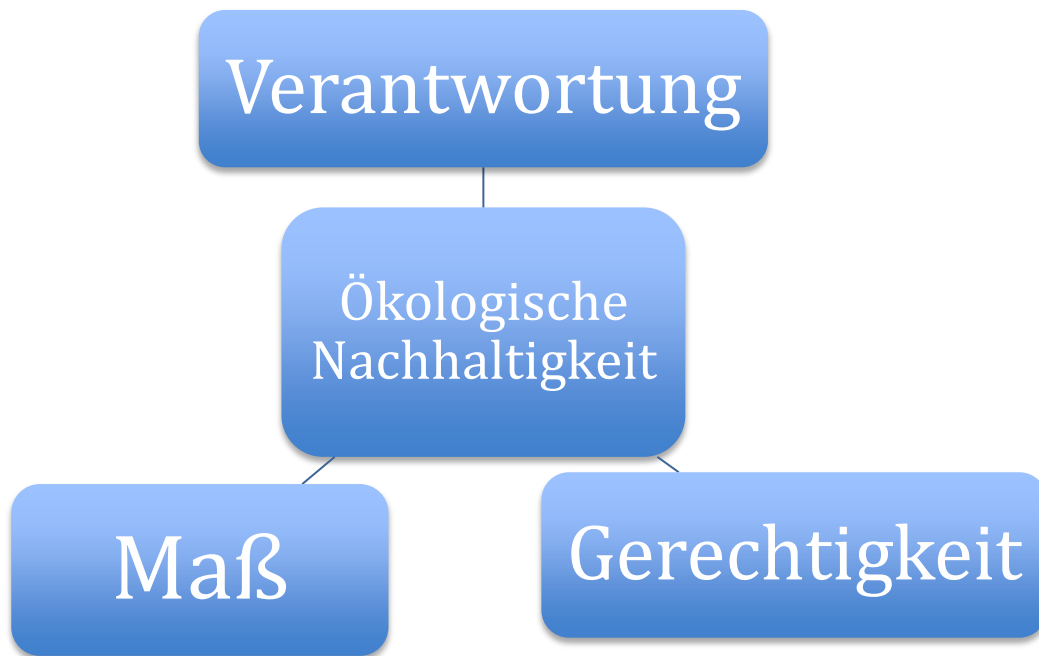 Verantwortung
Ökologische
Nachhaltigkeit
Maß
Gerechtigkeit